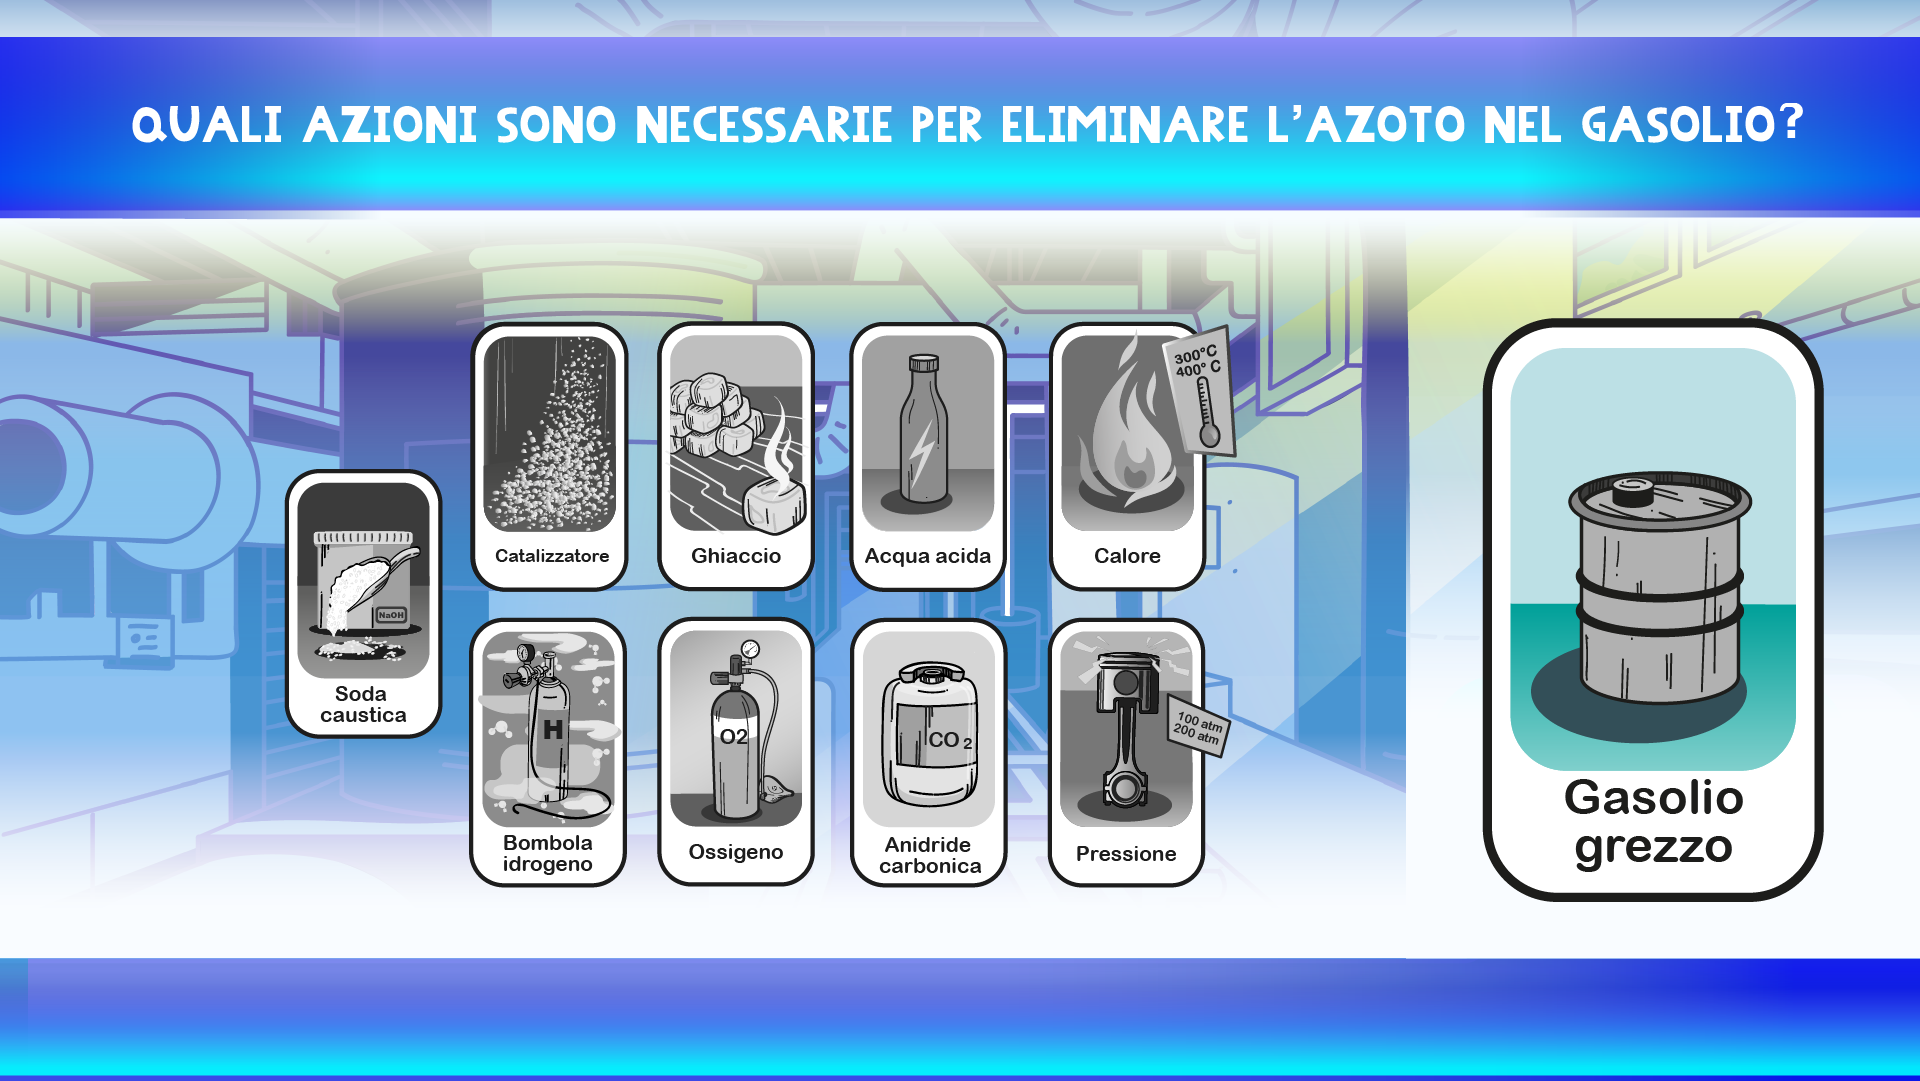 QUALI AZIONI SONO NECESSARIE PER ELIMINARE L'AZOTO NEL GASOLIO?
NaOH
Soda
caustica
Catalizzatore
Ghiaccio
Acqua acida
300°C
400° C
Calore
H
Bombola
idrogeno
O2
Ossigeno
CO 2
Anidride
carbonica
100 atm
200 atm
Pressione
Gasolio
grezzo